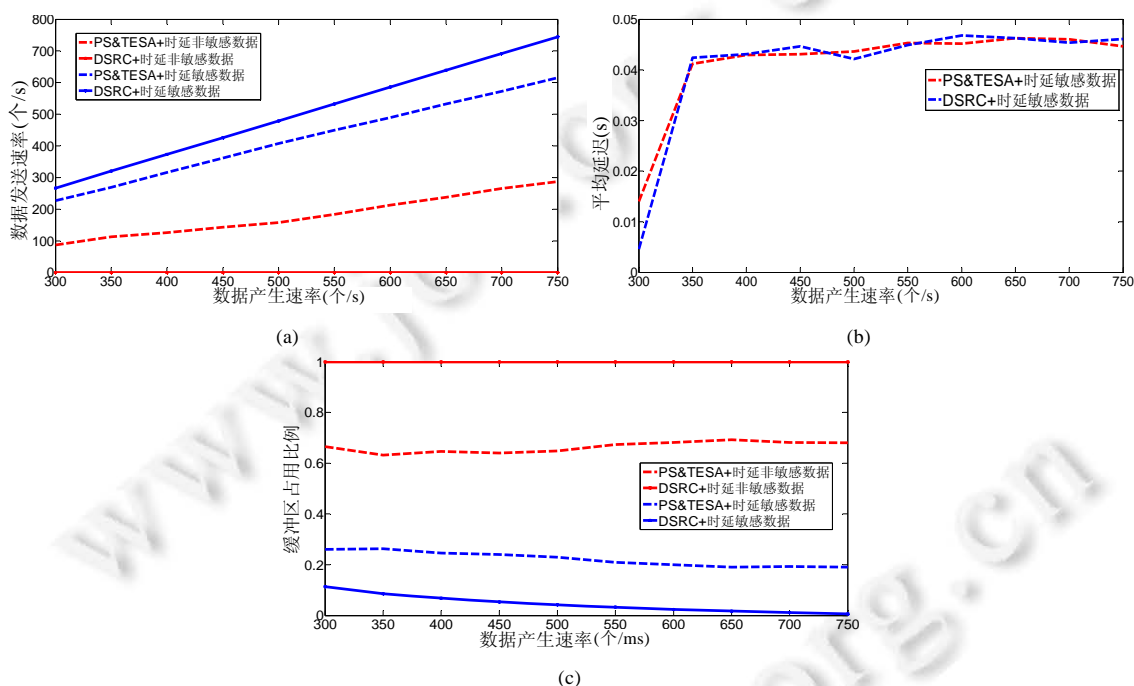 800
700
600
500
400
300
200
100
0
数据发送速率(个/s)
PS&TESA+时延非敏感数据
DSRC+时延非敏感数据
PS&TESA+时延敏感数据
DSRC+时延敏感数据
300 350 400 450 500 550 600 650 700 750
数据产生速率(个/s)
(a)
0.05
0.04
0.03
0.02
0.01
0
平均延迟(s)
PS&TESA+时延敏感数据
DSRC+时延敏感数据
300 350 400 450 500 550 600 650 700 750
数据产生速率(个/s)
(b)
1
0.8
0.6
0.4
0.2
0
缓冲区占用比例
PS&TESA+时延非敏感数据
DSRC+时延非敏感数据
PS&TESA+时延敏感数据
DSRC+时延敏感数据
300 350 400 450 500 550 600 650 700 750
数据产生速率(个/ms)
(c)